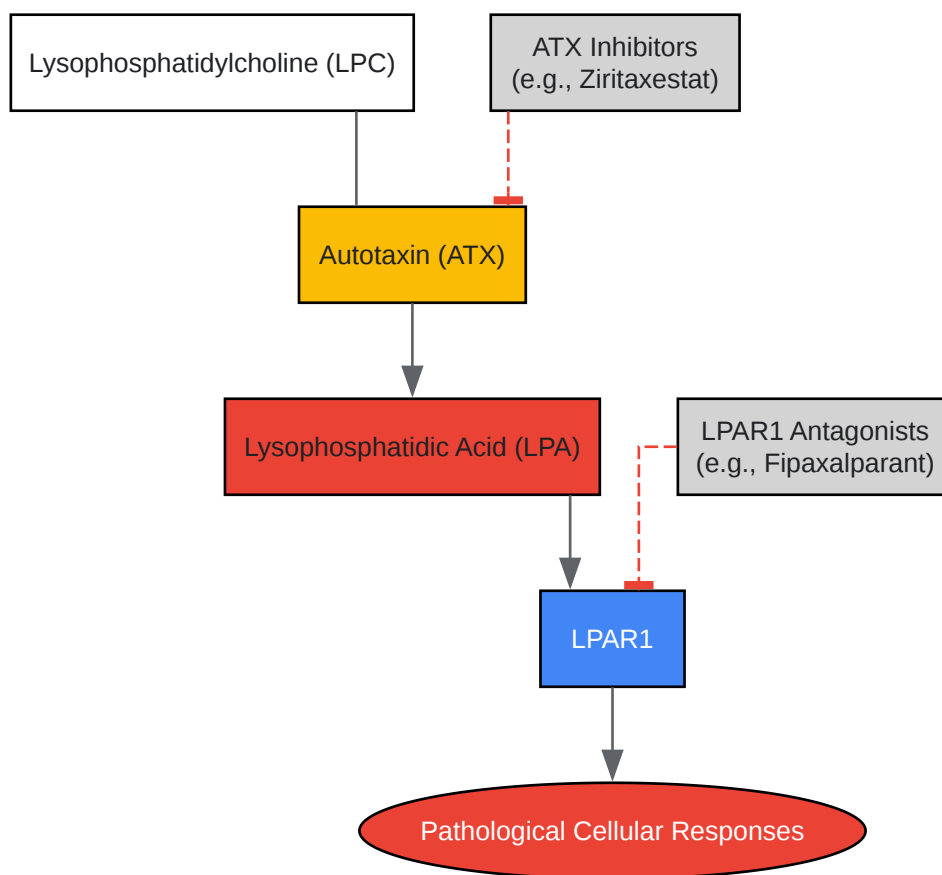 Lysophosphatidylcholine (LPC)
ATX Inhibitors
(e.g., Ziritaxestat)
Autotaxin (ATX)
Lysophosphatidic Acid (LPA)
LPAR1 Antagonists
(e.g., Fipaxalparant)
LPAR1
Pathological Cellular Responses